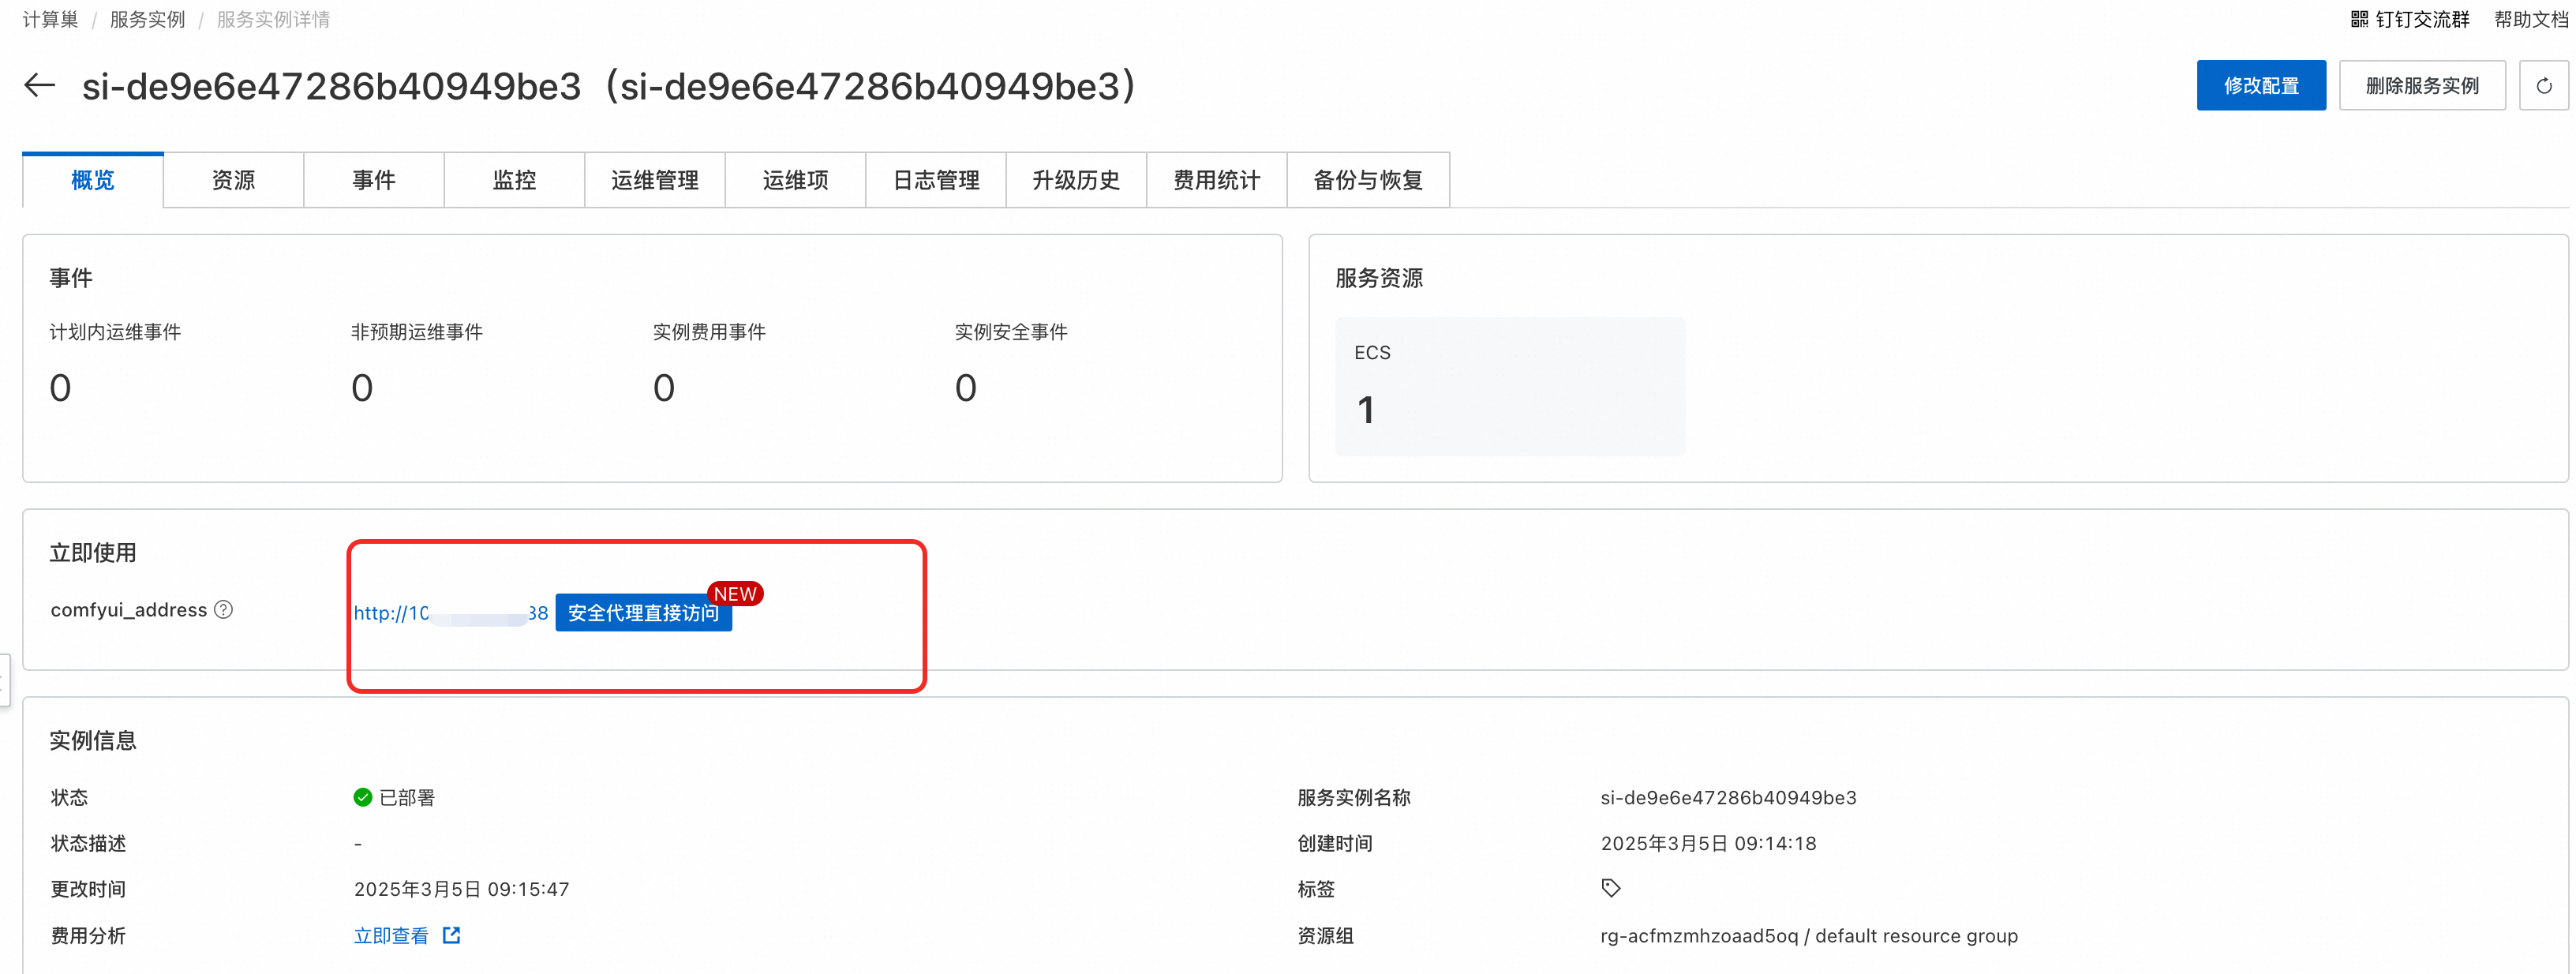 计算巢 / 服务实例 / 服务实例详情
钉钉交流群 帮助文档
si-de9e6e47286b40949be3（si-de9e6e47286b40949be3）
修改配置 删除服务实例
概览 资源 事件 监控 运维管理 运维项 日志管理 升级历史 费用统计 备份与恢复
事件
计划内运维事件 非预期运维事件 实例费用事件 实例安全事件
0 0 0 0
服务资源
ECS
1
立即使用
NEW
comfyui_address http://10 38 安全代理直接访问
实例信息
状态 已部署 服务实例名称 si-de9e6e47286b40949be3
状态描述 - 创建时间 2025年3月5日 09:14:18
更改时间 2025年3月5日 09:15:47 标签
费用分析 立即查看 资源组 rg-acfmzmhzoaad5oq / default resource group